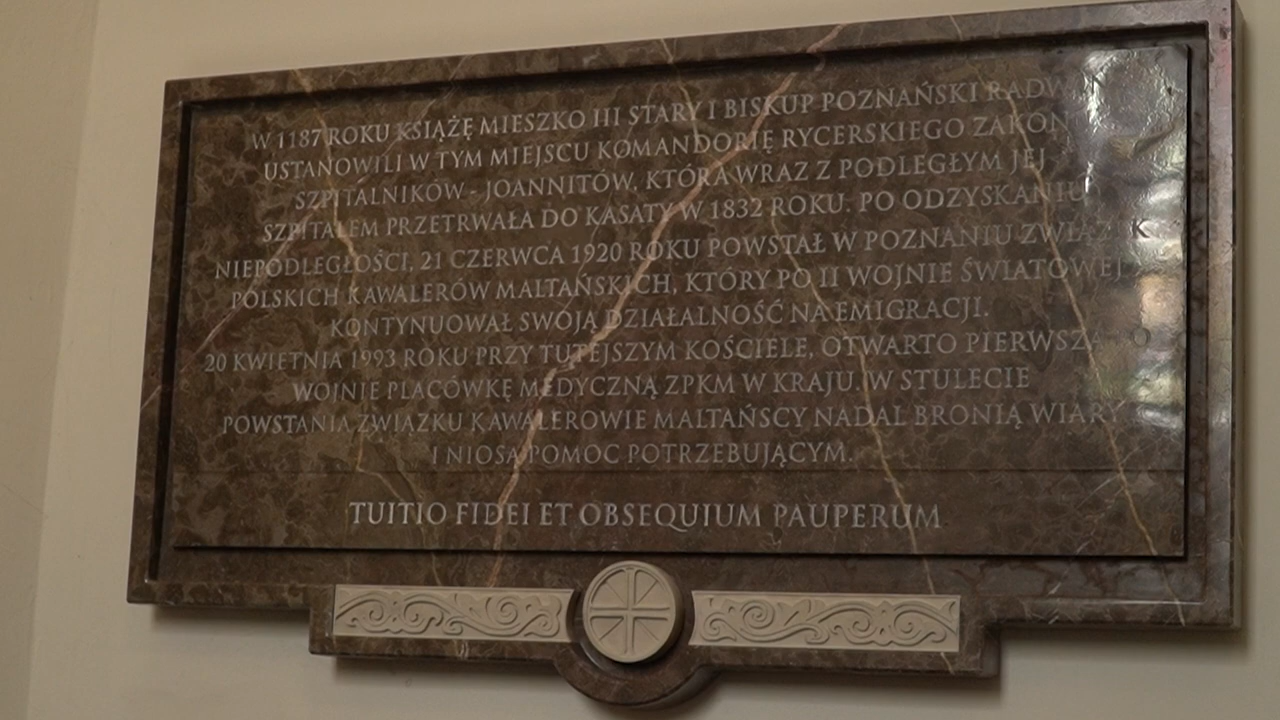 W 1187 ROKU KSIĄŻĘ MIESZKO III STARY I BISKUP POZNAŃSKI
USTANOWILI W TYM MIEJSCU KOMANDORIĘ RYCERSKIEGO
SZPITALNIKÓW - JOANNITÓW, KTÓRA WRAZ Z PODLEGŁYM JEJ
SZPITALEM PRZETRWAŁA DO KASATY W 1832 ROKU. PO ODZYSKANIU
NIEPODLEGŁOŚCI, 21 CZERWCA 1920 ROKU POWSTAŁ W POZNANIU ZWIĄZEK
POLSKICH KAWALERÓW MALTAŃSKICH, KTÓRY PO II WOJNIE ŚWIATOWEJ
KONTYNUOWAŁ SWOJĄ DZIAŁALNOŚĆ NA EMIGRACJI.
20 KWIETNIA 1993 ROKU PRZY TUTEJSZYM KOŚCIELE, OTWARTO PIERWSZĄ PO
WOJNIE PLACÓWKĘ MEDYCZNĄ ZPKM W KRAJU. W STULECIE
POWSTANIA ZWIĄZKU KAWALEROWIE MALTAŃSCY NADAL BRONIĄ WIARY
I NIOSĄ POMOC POTRZEBUJĄCYM.
TUITIO FIDEI ET OBSEQUIUM PAUPERUM